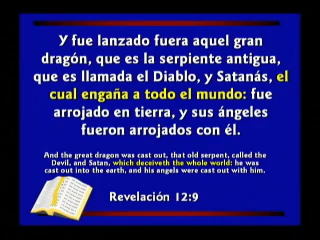 Y fue lanzado fuera aquel gran
dragón, que es la serpiente antigua,
que es llamada el Diablo, y Satanás, el
cual engaña a todo el mundo: fue
arrojado en tierra, y sus ángeles
fueron arrojados con él.
And the great dragon was cast out, that old serpent, called the
Devil, and Satan, which deceiveth the whole world: he was
cast out into the earth, and his angels were cast out with him.
Revelación 12:9